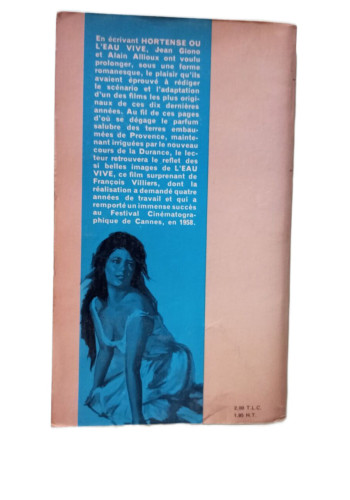 En écrivant HORTENSE OU
L'EAU VIVE, Jean Giono
et Alain Allioux ont voulu
prolonger, sous une forme
romanesque, le plaisir qu'ils
avaient éprouvé à rédiger
le scénario et l'adaptation
d'un des films les plus origi-
naux de ces dix dernières
années. Au fil de ces pages
d'où se dégage le parfum
salubre des terres embau-
mées de Provence, mainte-
nant irriguées par le nouveau
cours de la Durance, le lec-
teur retrouvera le reflet des
si belles images de L'EAU
VIVE, ce film surprenant de
François Villiers, dont la
réalisation a demandé quatre
années de travail et qui a
remporté un immense succès
au Festival Cinématogra-
phique de Cannes, en 1958.
T.L.C.
H.T.